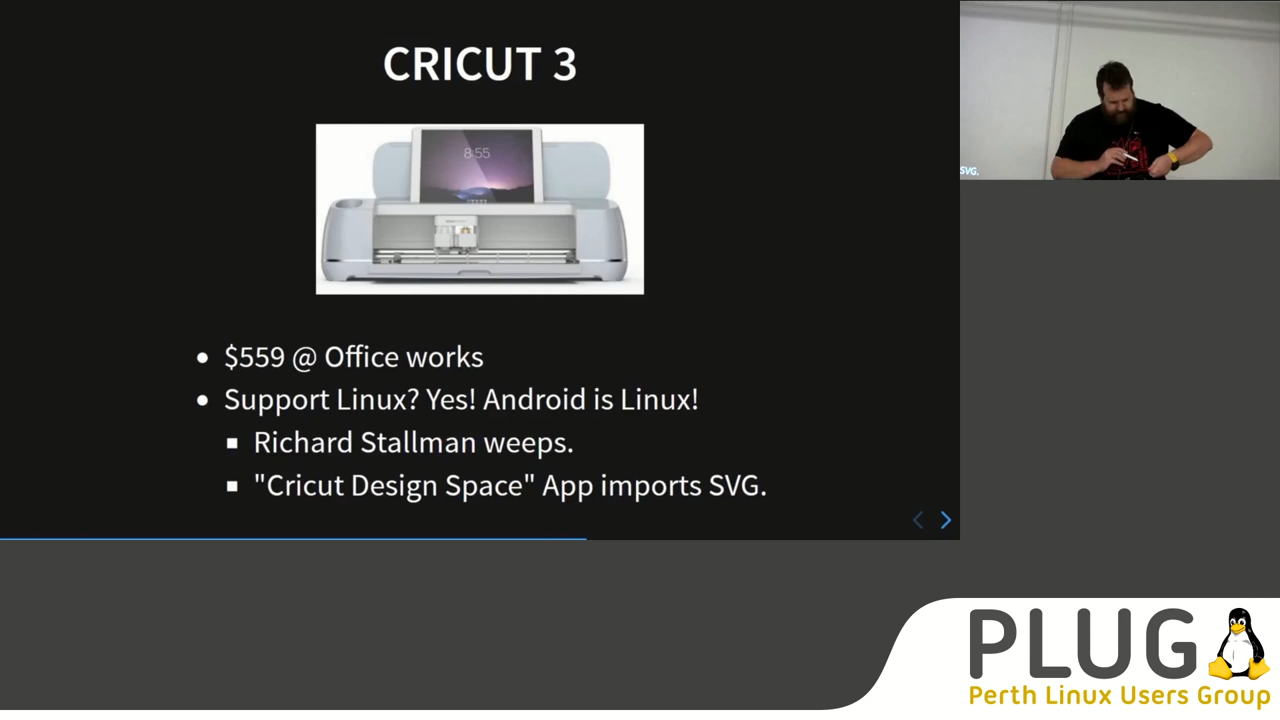 CRICUT 3
8:55
$559 @ Office works
Support Linux? Yes! Android is Linux!
Richard Stallman weeps.
"Cricut Design Space" App imports SVG.
SVG.
PLUG
Perth Linux Users Group